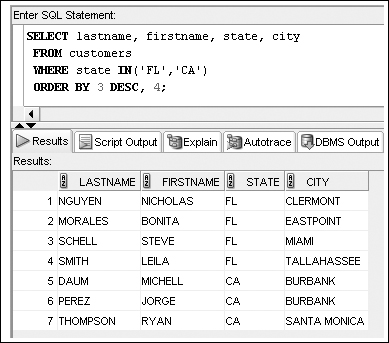 Enter SQL Statement:
SELECT lastname, firstname, state, city
FROM customers
WHERE state IN('FL','CA')
ORDER BY 3 DESC, 4;
Results Script Output Explain Autotrace DBMS Output
Results:
LASTNAME FIRSTNAME STATE CITY
1 NGUYEN NICHOLAS FL CLERMONT
2 MORALES BONITA FL EASTPOINT
3 SCHELL STEVE FL MIAMI
4 SMITH LEILA FL TALLAHASSEE
5 DAUM MICHELL CA BURBANK
6 PEREZ JORGE CA BURBANK
7 THOMPSON RYAN CA SANTA MONICA